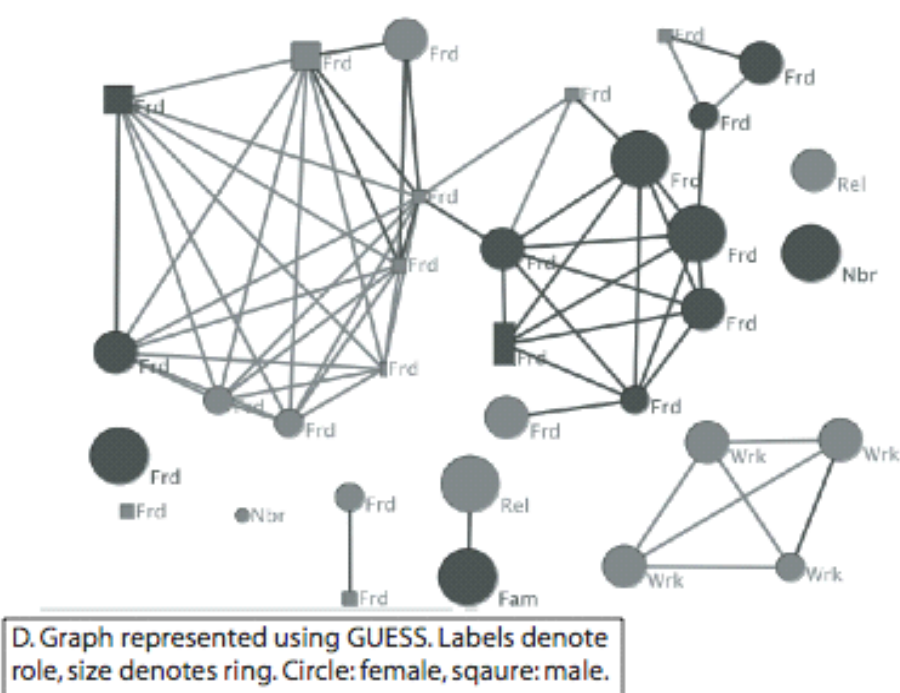 Frd
Frd
Frd
Frd
Frd
Frd
Frd
Frd
Rel
Frd
Frd
Frd
Frd
Nbr
Frd
Frd
Frd
Frd
Frd
Frd
Frd
Frd
Wrk
Wrk
Frd
Frd
Nbr
Frd
Rel
Wrk
Wrk
Frd
Fam
D. Graph represented using GUESS. Labels denote
role, size denotes ring. Circle: female, sqaure: male.